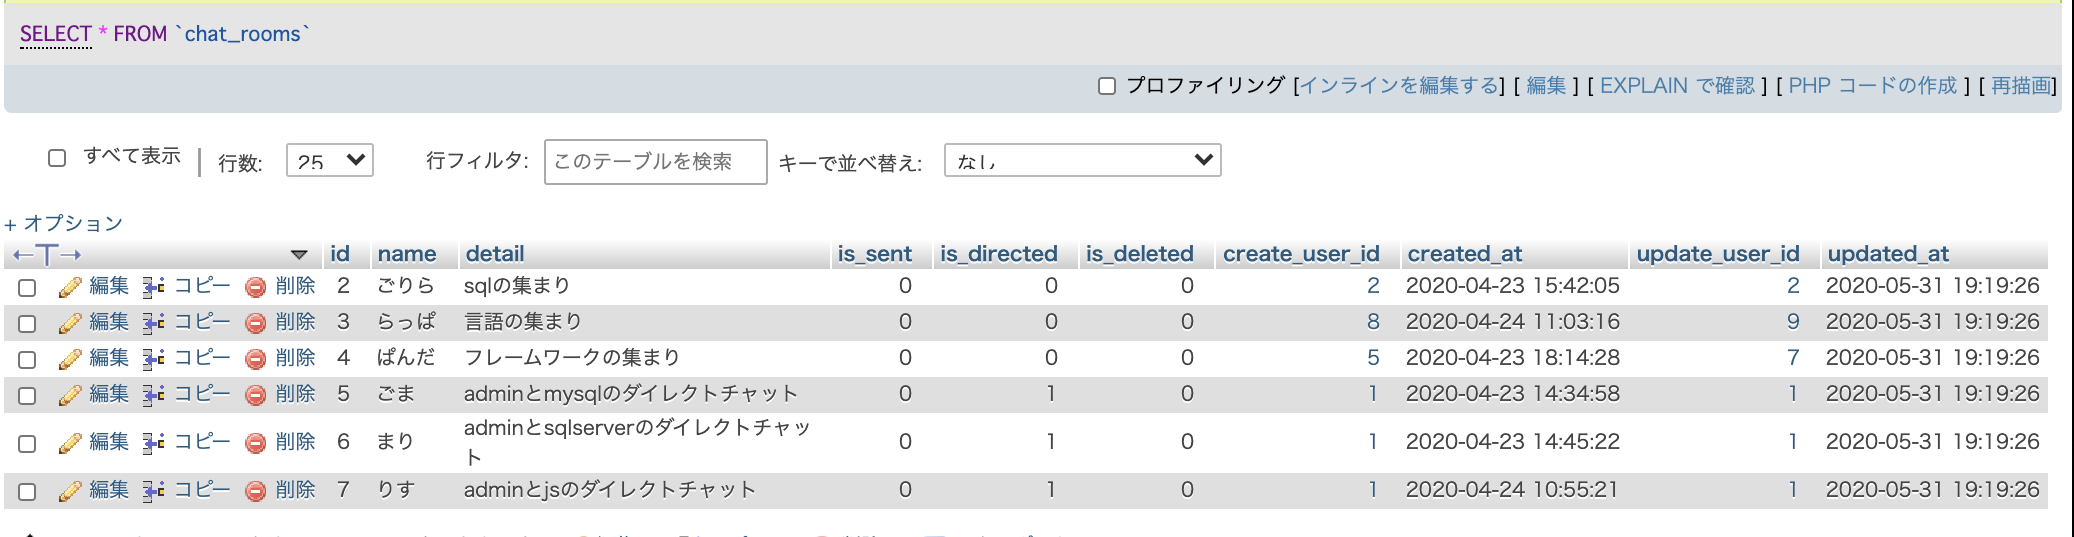 SELECT * FROM `chat_rooms`
プロファイリング [インラインを編集する] [ 編集 ] [ EXPLAIN で確認 ] [ PHP コードの作成 ] [ 再描画]
すべて表示 行数: 25 行フィルタ: このテーブルを検索 キーで並べ替え: なし
+ オプション
←T→ id name detail is_sent is_directed is_deleted create_user_id created_at update_user_id updated_at
編集 コピー 削除 2 ごりら sqlの集まり 0 0 0 2 2020-04-23 15:42:05 2 2020-05-31 19:19:26
編集 コピー 削除 3 らっぱ 言語の集まり 0 0 0 8 2020-04-24 11:03:16 9 2020-05-31 19:19:26
編集 コピー 削除 4 ぱんだ フレームワークの集まり 0 0 0 5 2020-04-23 18:14:28 7 2020-05-31 19:19:26
編集 コピー 削除 5 ごま adminとmysqlのダイレクトチャット 0 1 0 1 2020-04-23 14:34:58 1 2020-05-31 19:19:26
編集 コピー 削除 6 まり adminとsqlserverのダイレクトチャッ
ト 0 1 0 1 2020-04-23 14:45:22 1 2020-05-31 19:19:26
編集 コピー 削除 7 りす adminとjsのダイレクトチャット 0 1 0 1 2020-04-24 10:55:21 1 2020-05-31 19:19:26